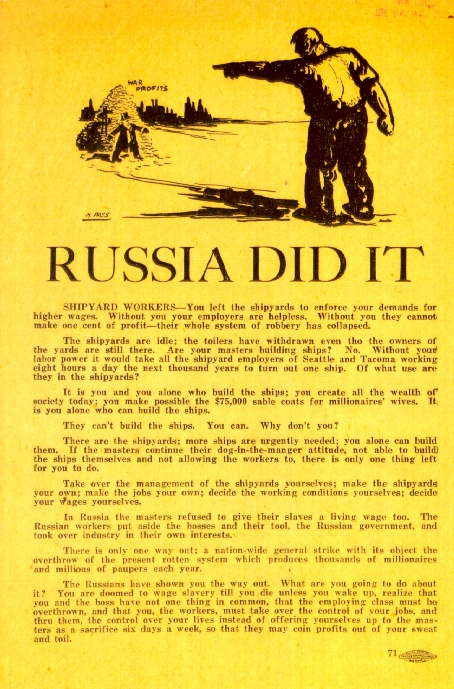 WAR
PROFITS
M. PASS
RUSSIA DID IT
SHIPYARD WORKERS—You left the shipyards to enforce your demands for
higher wages. Without you your employers are helpless. Without you they cannot
make one cent of profit—their whole system of robbery has collapsed.
The shipyards are idle; the toilers have withdrawn even tho the owners of
the yards are still there. Are your masters building ships? No. Without your
labor power it would take all the shipyard employers of Seattle and Tacoma working
eight hours a day the next thousand years to turn out one ship. Of what use are
they in the shipyards?
It is you and you alone who build the ships; you create all the wealth of
society today; you make possible the $75,000 sable coats for millionaires' wives. It
is you alone who can build the ships.
They can't build the ships. You can. Why don't you?
There are the shipyards; more ships are urgently needed; you alone can build
them. If the masters continue their dog-in-the-manger attitude, not able to build
the ships themselves and not allowing the workers to, there is only one thing left
for you to do.
Take over the management of the shipyards yourselves; make the shipyards
your own; make the jobs your own; decide the working conditions yourselves; decide
your wages yourselves.
In Russia the masters refused to give their slaves a living wage too. The
Russian workers put aside the bosses and their tool, the Russian government, and
took over industry in their own interests.
There is only one way out; a nation-wide general strike with its object the
overthrow of the present rotten system which produces thousands of millionaires
and millions of paupers each year.
The Russians have shown you the way out. What are you going to do about
it? You are doomed to wage slavery till you die unless you wake up, realize that
you and the boss have not one thing in common, that the employing class must be
overthrown, and that you, the workers, must take over the control of your jobs, and
thru them, the control over your lives instead of offering yourselves up to the mas-
ters as a sacrifice six days a week, so that they may coin profits out of your sweat
and toil.
71